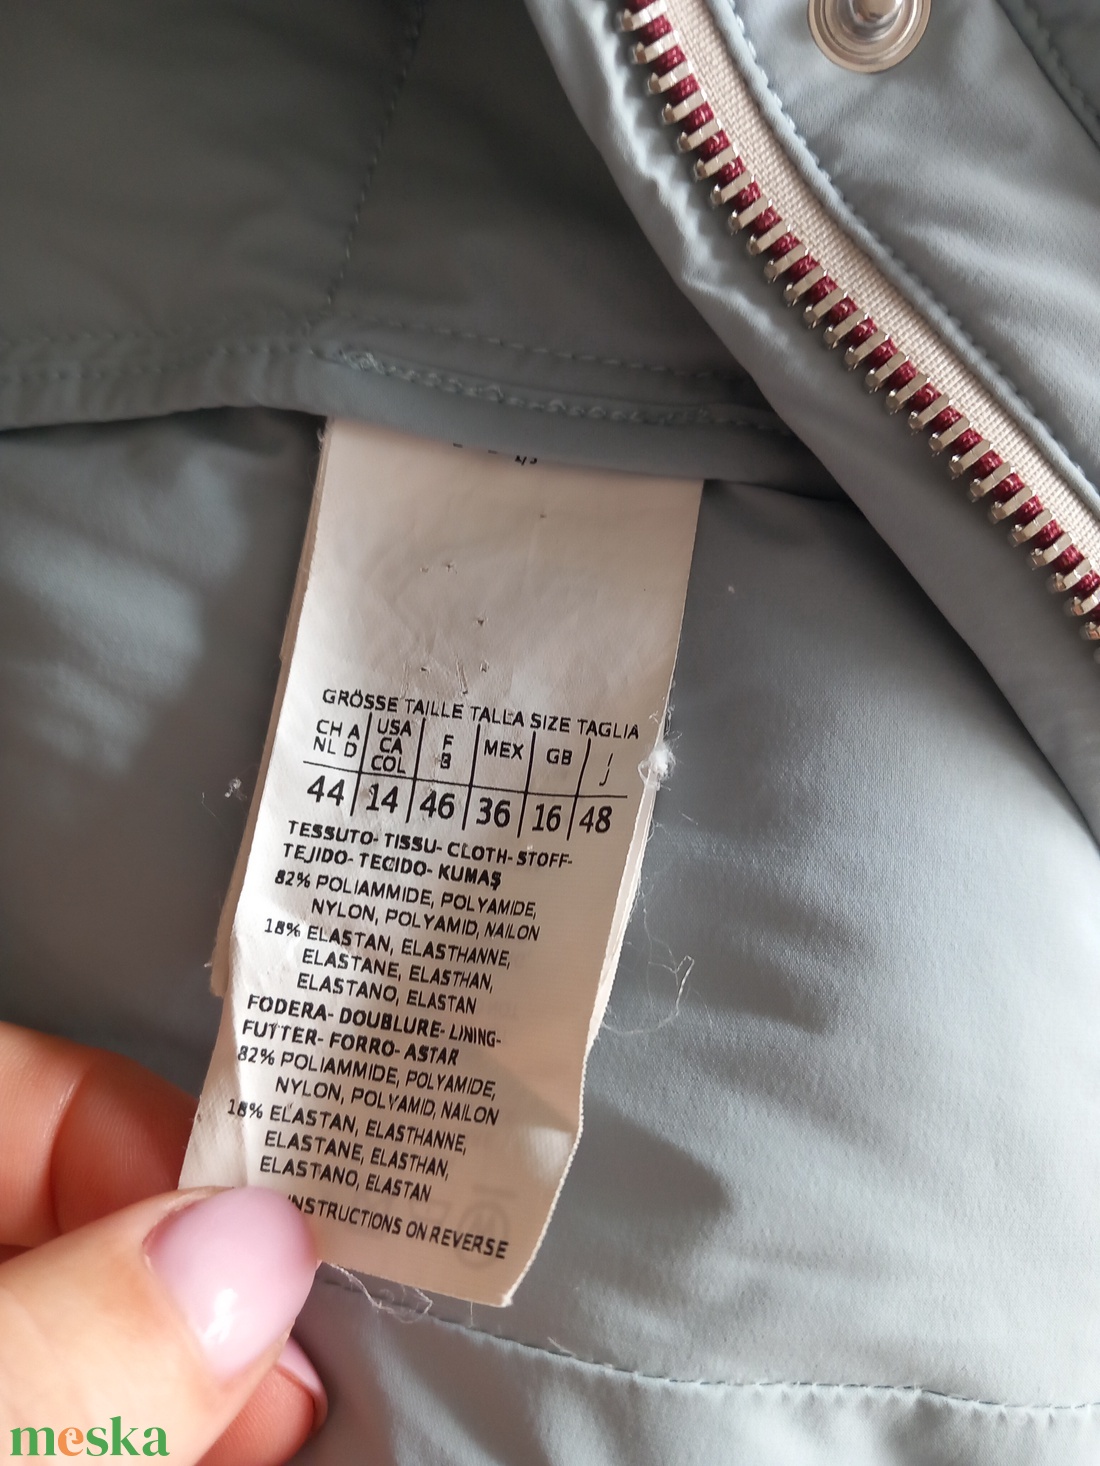 GRÖSSE TAILLE TALLA SIZE TAGLIA
CH A NL D | USA CA COL | F B | MEX | GB | I J
44 | 14 | 46 | 36 | 16 | 48
TESSUTO- TISSU- CLOTH- STOFF-
TEJIDO- TECIDO- KUMAŞ
82% POLIAMMIDE, POLYAMIDE,
NYLON, POLYAMID, NAILON
18% ELASTAN, ELASTHANNE,
ELASTANE, ELASTHAN,
ELASTANO, ELASTAN
FODERA- DOUBLURE- LINING-
FUTTER- FORRO- ASTAR
82% POLIAMMIDE, POLYAMIDE,
NYLON, POLYAMID, NAILON
18% ELASTAN, ELASTHANNE,
ELASTANE, ELASTHAN,
ELASTANO, ELASTAN
INSTRUCTIONS ON REVERSE
meska